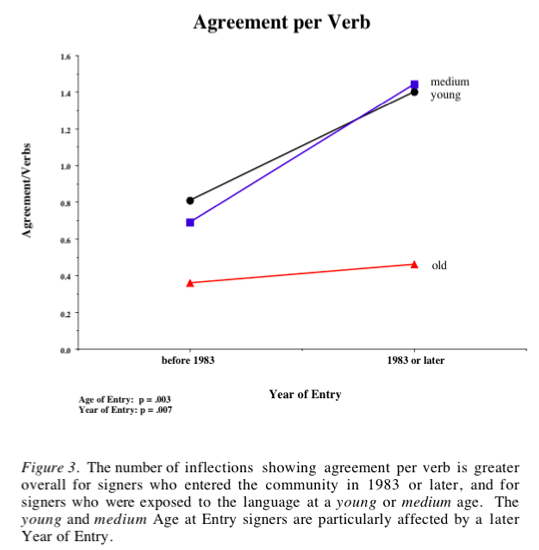 Agreement per Verb
1.6
1.4
1.2
1.0
0.8
0.6
0.4
0.2
0.0
Agreement/Verbs
medium
young
old
before 1983
1983 or later
Year of Entry
Age of Entry: p = .003
Year of Entry: p = .007
Figure 3. The number of inflections showing agreement per verb is greater
overall for signers who entered the community in 1983 or later, and for
signers who were exposed to the language at a young or medium age. The
young and medium Age at Entry signers are particularly affected by a later
Year of Entry.